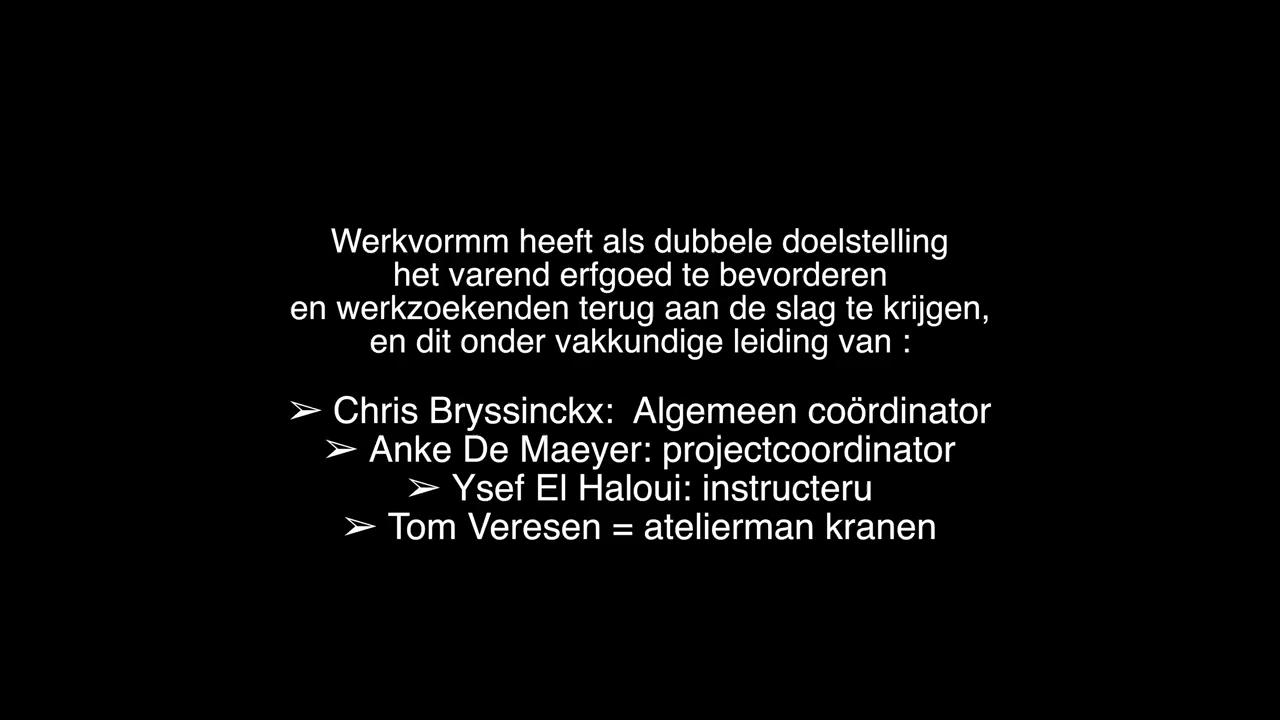 Werkvormm heeft als dubbele doelstelling
het varend erfgoed te bevorderen
en werkzoekenden terug aan de slag te krijgen,
en dit onder vakkundige leiding van :
➢ Chris Bryssinckx:  Algemeen coördinator
➢ Anke De Maeyer: projectcoordinator
➢ Ysef El Haloui: instructeru
➢ Tom Veresen = atelierman kranen